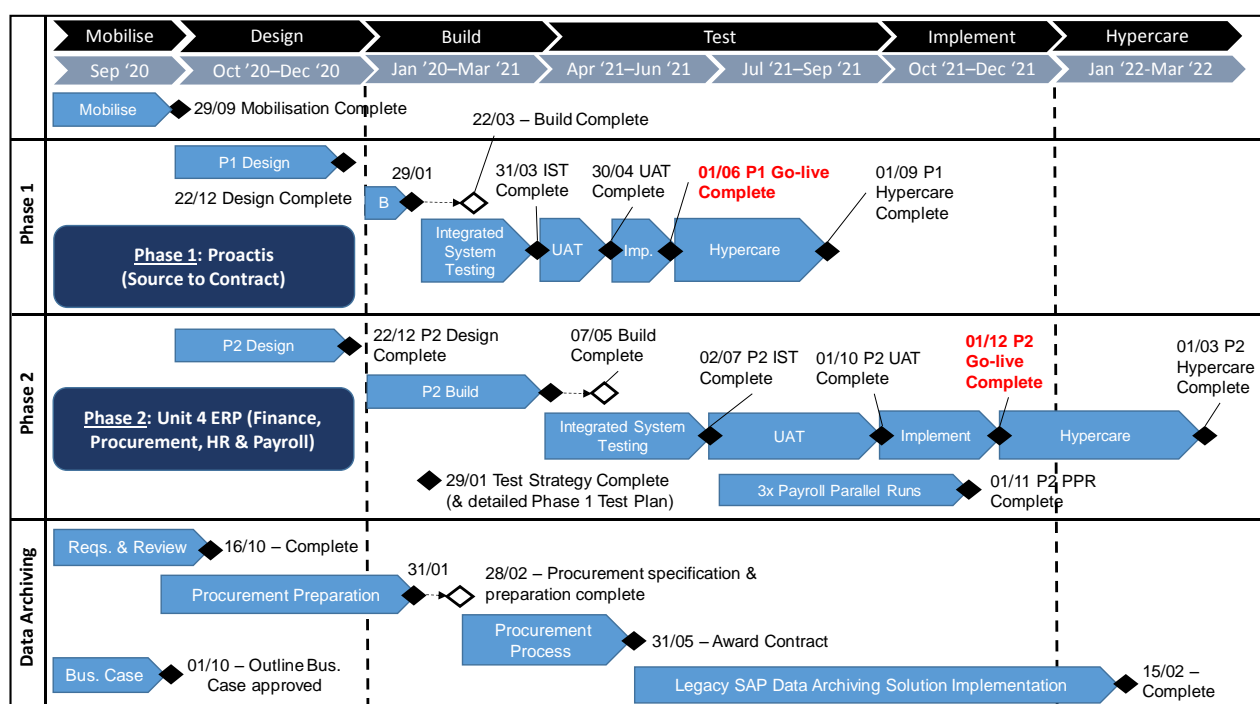 Mobilise
Design
Build
Test
Implement
Hypercare
Sep '20
Oct '20–Dec '20
Jan '20–Mar '21
Apr '21–Jun '21
Jul '21–Sep '21
Oct '21–Dec '21
Jan '22-Mar '22
Mobilise
29/09 Mobilisation Complete
Phase 1
P1 Design
22/12 Design Complete
B
29/01
22/03 – Build Complete
Integrated
System
Testing
31/03 IST
Complete
UAT
30/04 UAT
Complete
Imp.
01/06 P1 Go-live
Complete
Hypercare
01/09 P1
Hypercare
Complete
Phase 1: Proactis
(Source to Contract)
Phase 2
P2 Design
22/12 P2 Design
Complete
P2 Build
07/05 Build
Complete
Integrated System
Testing
02/07 P2 IST
Complete
UAT
01/10 P2 UAT
Complete
Implement
01/12 P2
Go-live
Complete
Hypercare
01/03 P2
Hypercare
Complete
Phase 2: Unit 4 ERP (Finance,
Procurement, HR & Payroll)
29/01 Test Strategy Complete
(& detailed Phase 1 Test Plan)
3x Payroll Parallel Runs
01/11 P2 PPR
Complete
Data Archiving
Reqs. & Review
16/10 – Complete
Procurement Preparation
31/01
28/02 – Procurement specification &
preparation complete
Procurement
Process
31/05 – Award Contract
Bus. Case
01/10 – Outline Bus.
Case approved
Legacy SAP Data Archiving Solution Implementation
15/02 –
Complete